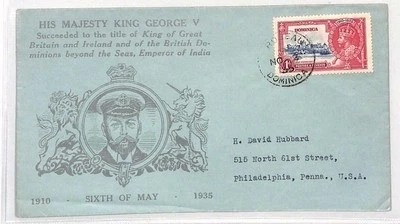 HIS MAJESTY KING GEORGE V
Succeeded to the title of King of Great
Britain and Ireland and of the British Do-
minions beyond the Seas, Emperor of India
DOMINICA
DOMINICA
H. David Hubbard
515 North 61st Street,
Philadelphia, Penna., U.S.A.
1910 - SIXTH OF MAY - 1935